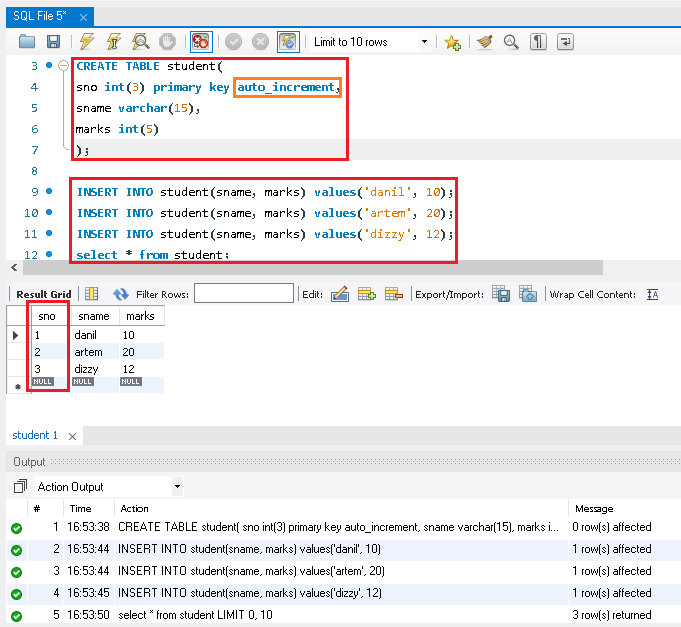 SQL File 5*
Limit to 10 rows
3 CREATE TABLE student(
4 sno int(3) primary key auto_increment,
5 sname varchar(15),
6 marks int(5)
7 );
8
9 INSERT INTO student(sname, marks) values('danil', 10);
10 INSERT INTO student(sname, marks) values('artem', 20);
11 INSERT INTO student(sname, marks) values('dizzy', 12);
12 select * from student;
Result Grid Filter Rows: Edit: Export/Import: Wrap Cell Content: IA
sno sname marks
1 danil 10
2 artem 20
3 dizzy 12
NULL NULL NULL
student 1
Output
Action Output
# Time Action Message
1 16:53:38 CREATE TABLE student( sno int(3) primary key auto_increment, sname varchar(15), marks i... 0 row(s) affected
2 16:53:44 INSERT INTO student(sname, marks) values('danil', 10) 1 row(s) affected
3 16:53:44 INSERT INTO student(sname, marks) values('artem', 20) 1 row(s) affected
4 16:53:45 INSERT INTO student(sname, marks) values('dizzy', 12) 1 row(s) affected
5 16:53:50 select * from student LIMIT 0, 10 3 row(s) returned